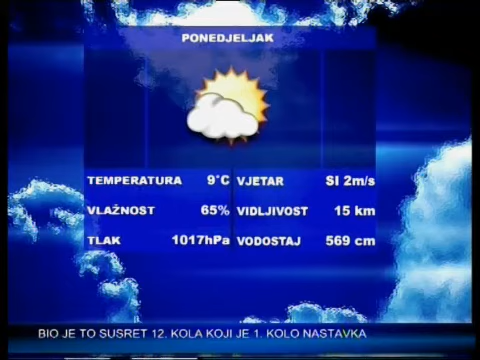 PONEDJELJAK
TEMPERATURA 9°C VJETAR SI 2m/s
VLAŽNOST 65% VIDLJIVOST 15 km
TLAK 1017hPa VODOSTAJ 569 cm
BIO JE TO SUSRET 12. KOLA KOJI JE 1. KOLO NASTAVKA